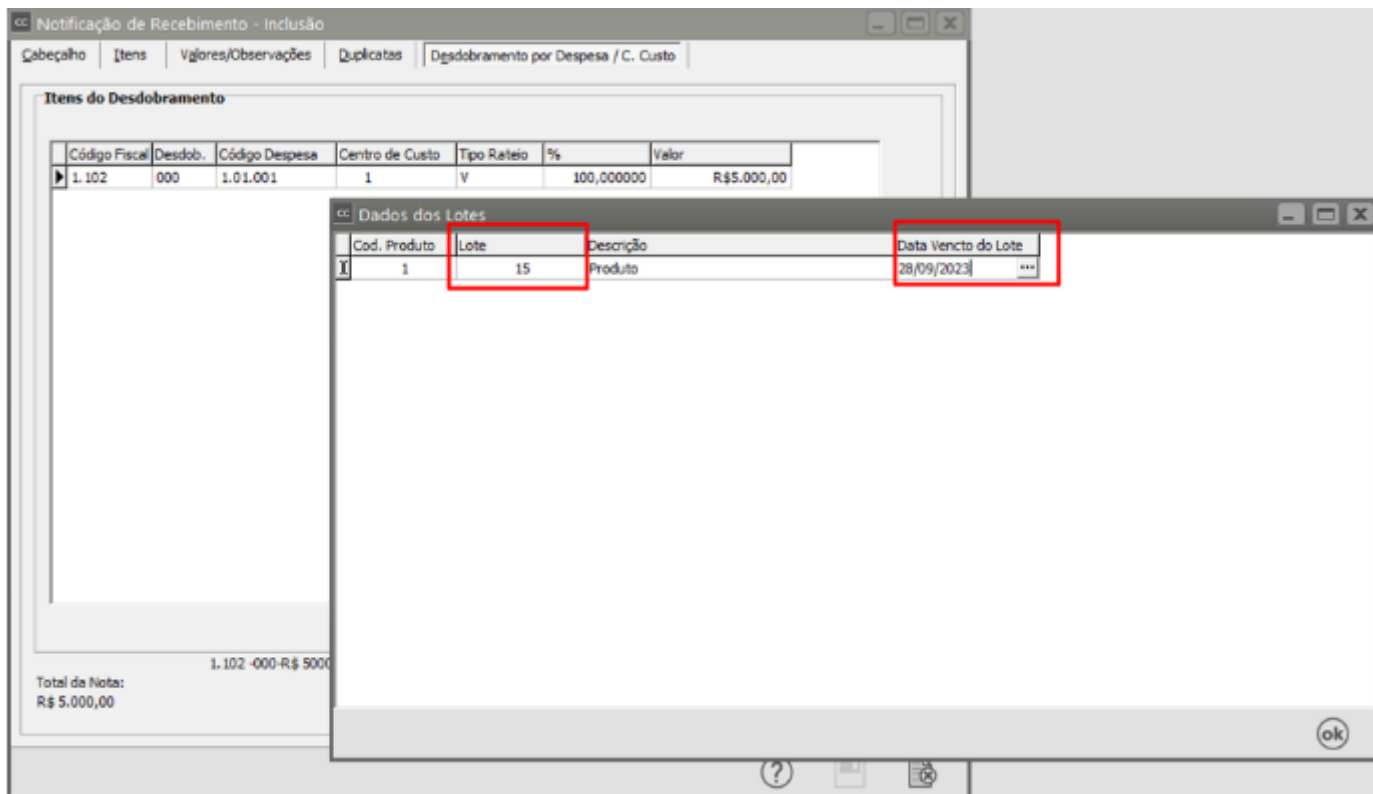 cc Notificação de Recebimento - Inclusão
Cabeçalho Itens Valores/Observações Duplicatas Desdobramento por Despesa / C. Custo
Itens do Desdobramento
Código Fiscal Desdob. Código Despesa Centro de Custo Tipo Rateio % Valor
1.102 000 1.01.001 1 V 100,000000 R$5.000,00
cc Dados dos Lotes
Cod. Produto Lote Descrição Data Vencto do Lote
1 15 Produto 28/09/2023 ...
1.102 -000-R$ 5000
Total da Nota:
R$ 5.000,00
ok
?